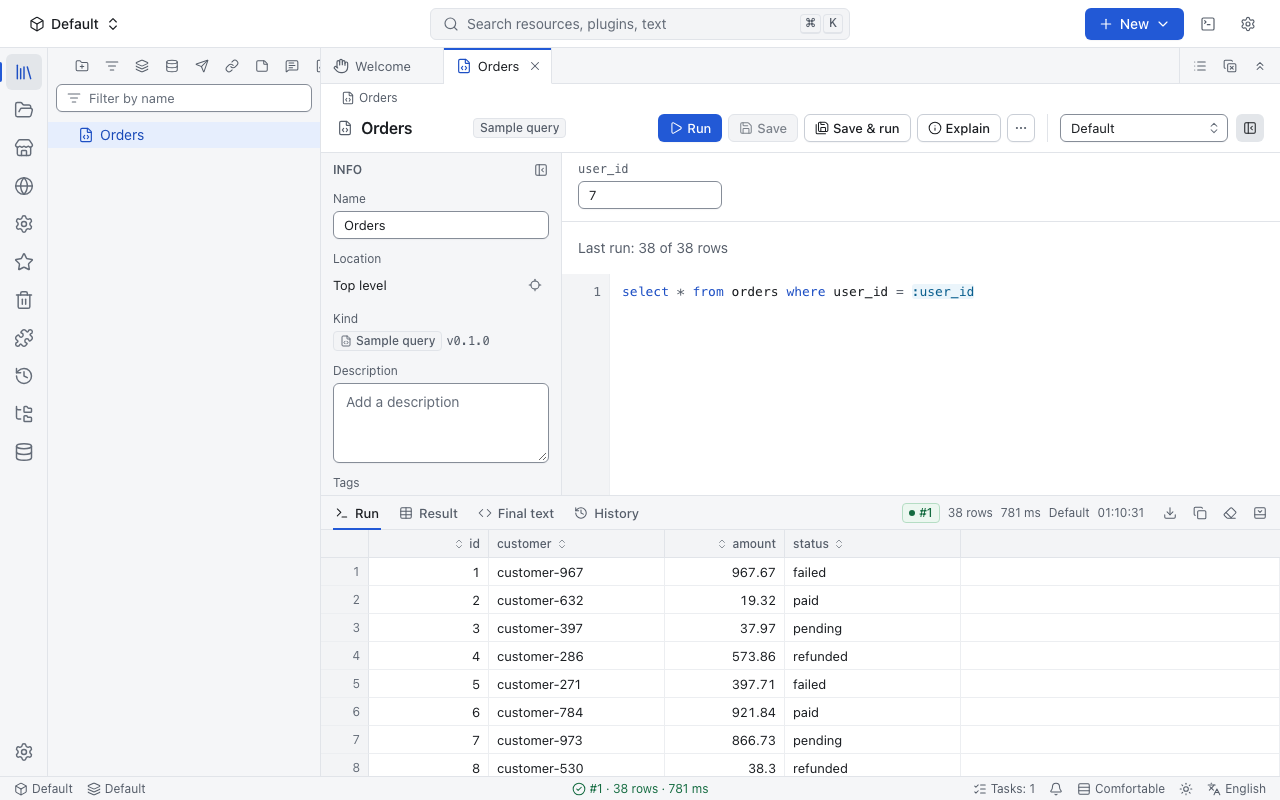 Default
Search resources, plugins, text
⌘ K
New
Welcome
Orders
Filter by name
Orders
Orders
Orders
Sample query
Run
Save
Save & run
Explain
Default
INFO
Name
Orders
Location
Top level
Kind
Sample query v0.1.0
Description
Add a description
Tags
user_id
7
Last run: 38 of 38 rows
1 select * from orders where user_id = :user_id
Run
Result
Final text
History
#1 38 rows 781 ms Default 01:10:31
id customer amount status
1 1 customer-967 967.67 failed
2 2 customer-632 19.32 paid
3 3 customer-397 37.97 pending
4 4 customer-286 573.86 refunded
5 5 customer-271 397.71 failed
6 6 customer-784 921.84 paid
7 7 customer-973 866.73 pending
8 8 customer-530 38.3 refunded
Default Default #1 · 38 rows · 781 ms Tasks: 1 Comfortable English